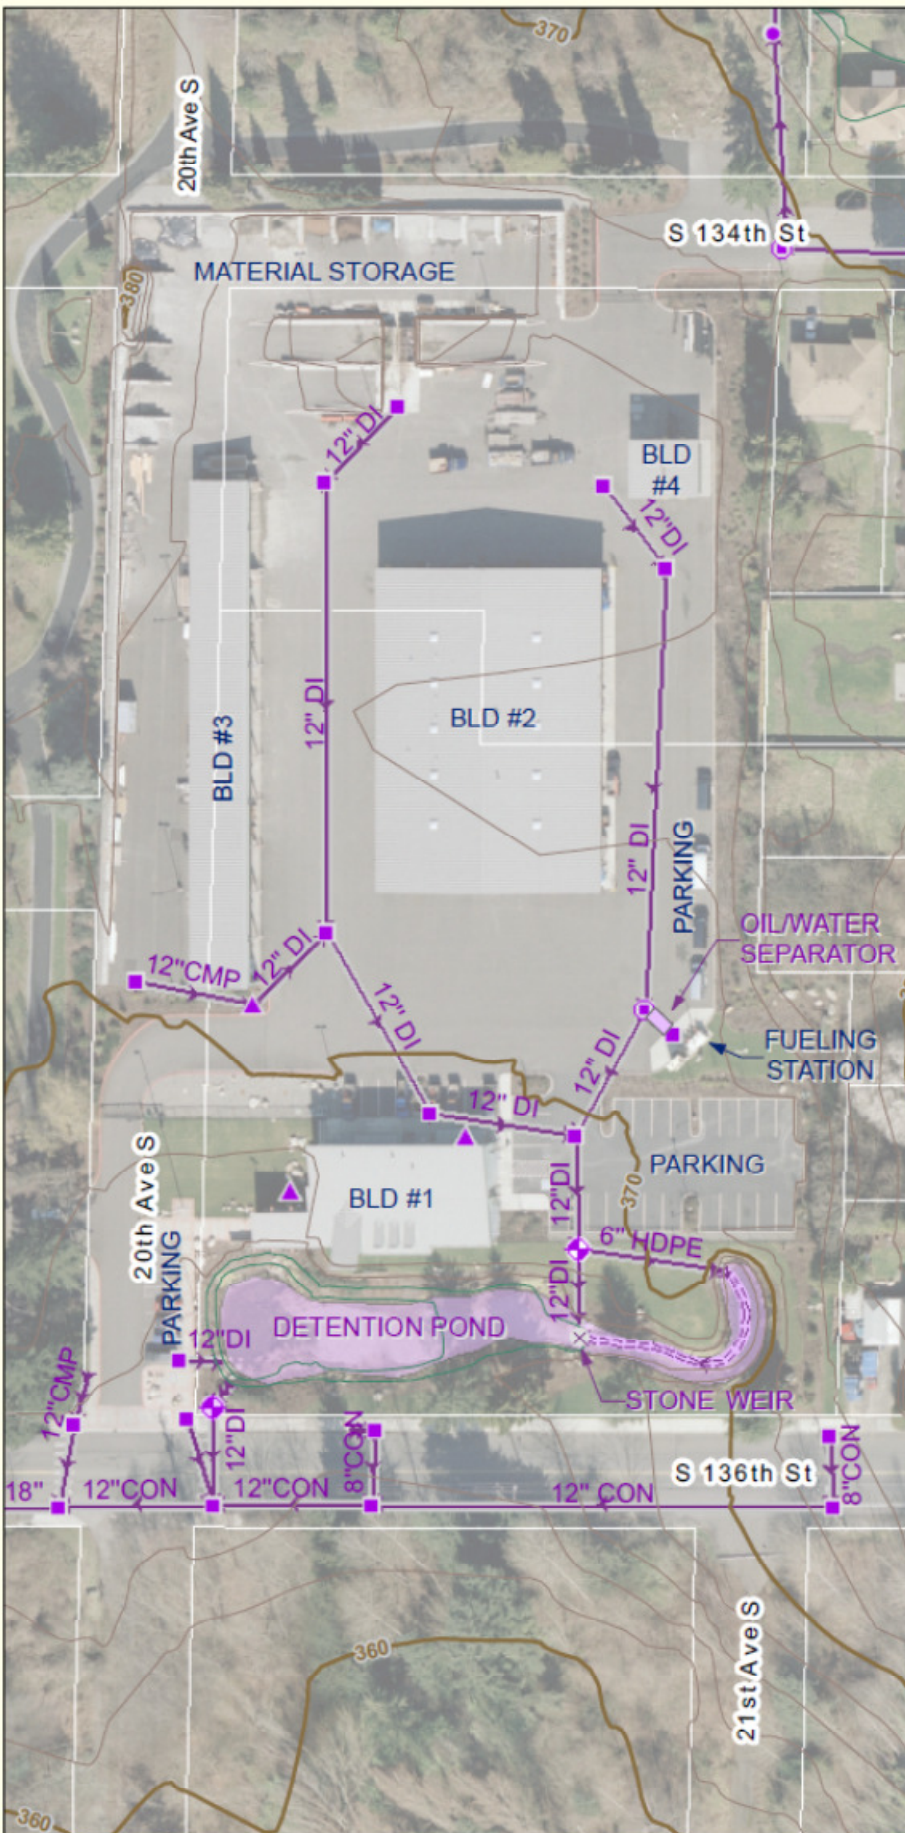 370
20th Ave S
S 134th St
MATERIAL STORAGE
380
12" DI
BLD
#4
12"DI
12" DI
BLD #3
BLD #2
12" DI
PARKING
OIL/WATER
SEPARATOR
12"CMP
12" DI
12" DI
12" DI
FUELING
STATION
12" DI
20th Ave S
BLD #1
12"DI
PARKING
370
PARKING
6" HDPE
12"DI
DETENTION POND
12"DI
12"CMP
STONE WEIR
12"DI
8"CON
S 136th St
8"CON
18"
12"CON
12"CON
12" CON
21st Ave S
360
360